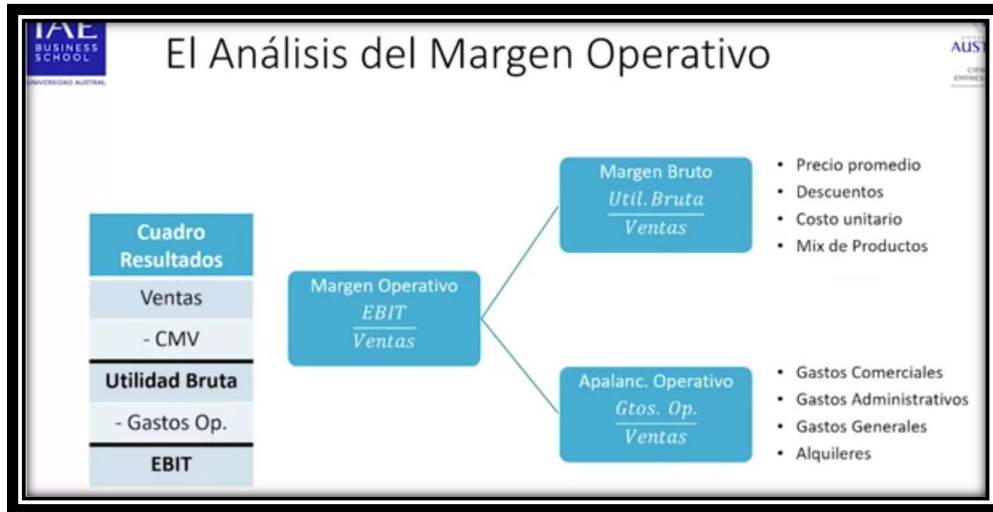 IAE
BUSINESS
SCHOOL
UNIVERSIDAD AUSTRAL
El Análisis del Margen Operativo
Cuadro
Resultados
Ventas
- CMV
Utilidad Bruta
- Gastos Op.
EBIT
Margen Operativo
EBIT
Ventas
Margen Bruto
Util. Bruta
Ventas
• Precio promedio
• Descuentos
• Costo unitario
• Mix de Productos
Apalanc. Operativo
Gtos. Op.
Ventas
• Gastos Comerciales
• Gastos Administrativos
• Gastos Generales
• Alquileres